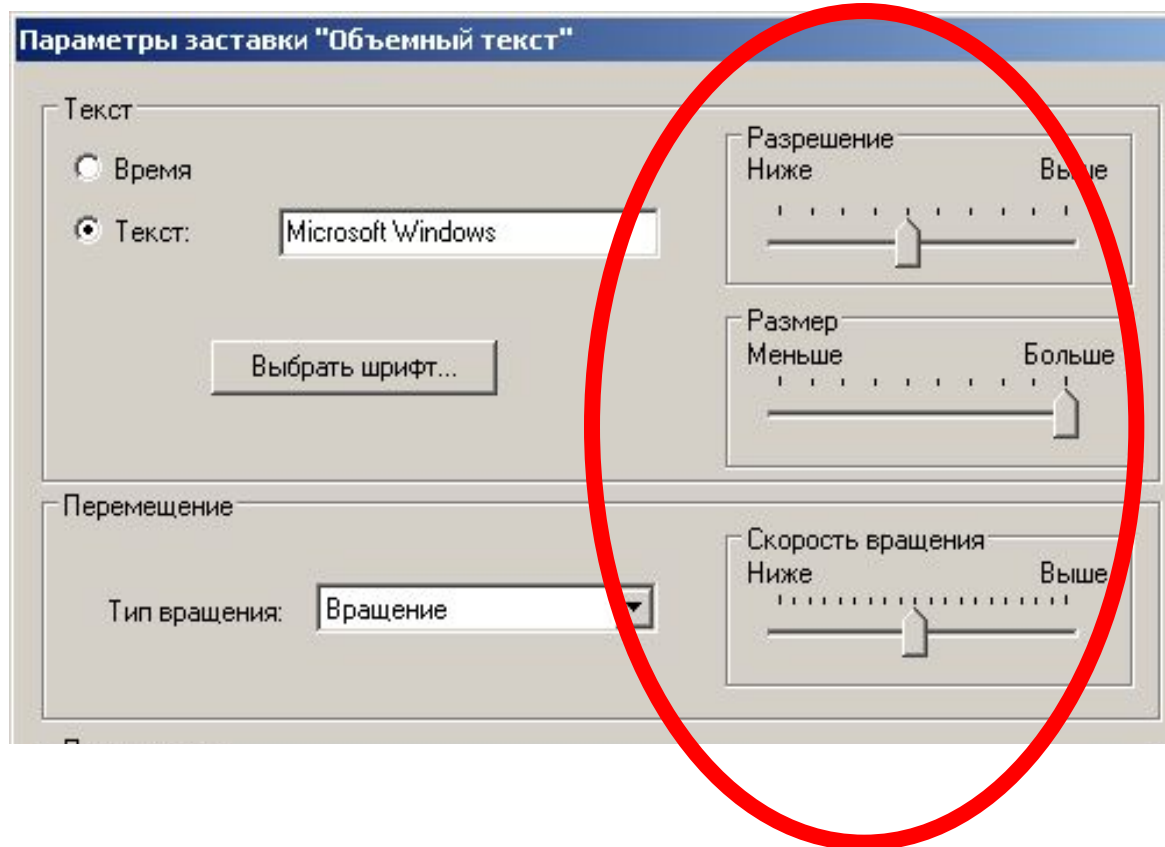 Параметры заставки "Объемный текст"
Текст
Время
Текст:
Microsoft Windows
Выбрать шрифт...
Разрешение
Ниже Выше
Размер
Меньше Больше
Перемещение
Тип вращения:
Вращение
Скорость вращения
Ниже Выше